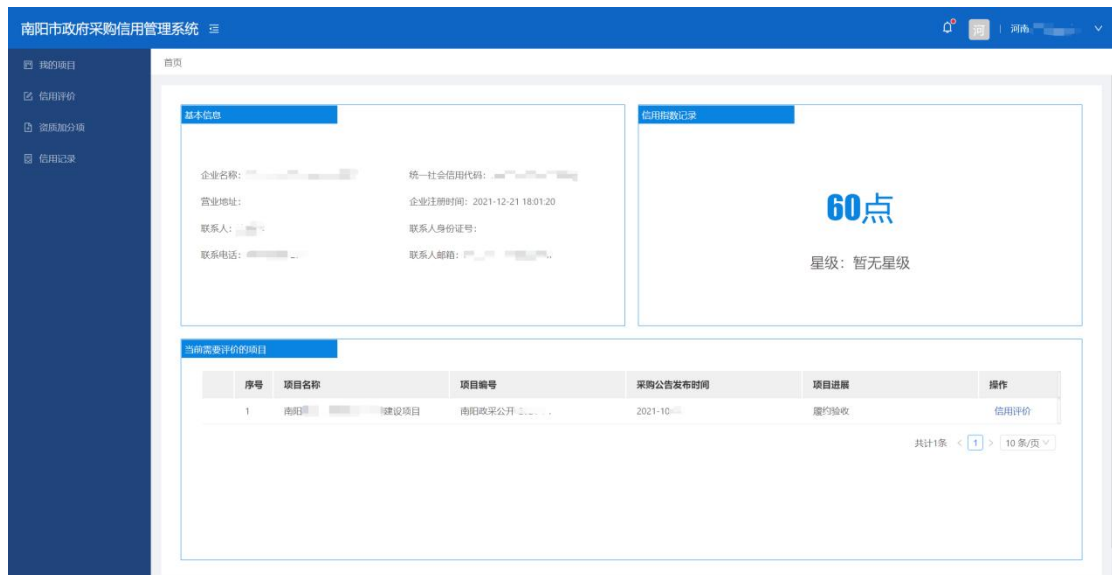 南阳市政府采购信用管理系统
河 河南
我的项目
信用评价
资质加分项
信用记录
首页
基本信息
企业名称： 统一社会信用代码：
营业地址： 企业注册时间：2021-12-21 18:01:20
联系人： 联系人身份证号：
联系电话： 联系人邮箱：
信用指数记录
60点
星级：暂无星级
当前需要评价的项目
序号 项目名称 项目编号 采购公告发布时间 项目进展 操作
1 南阳 建设项目 南阳政采公开 2021-10 履约验收 信用评价
共计1条 < 1 > 10 条/页